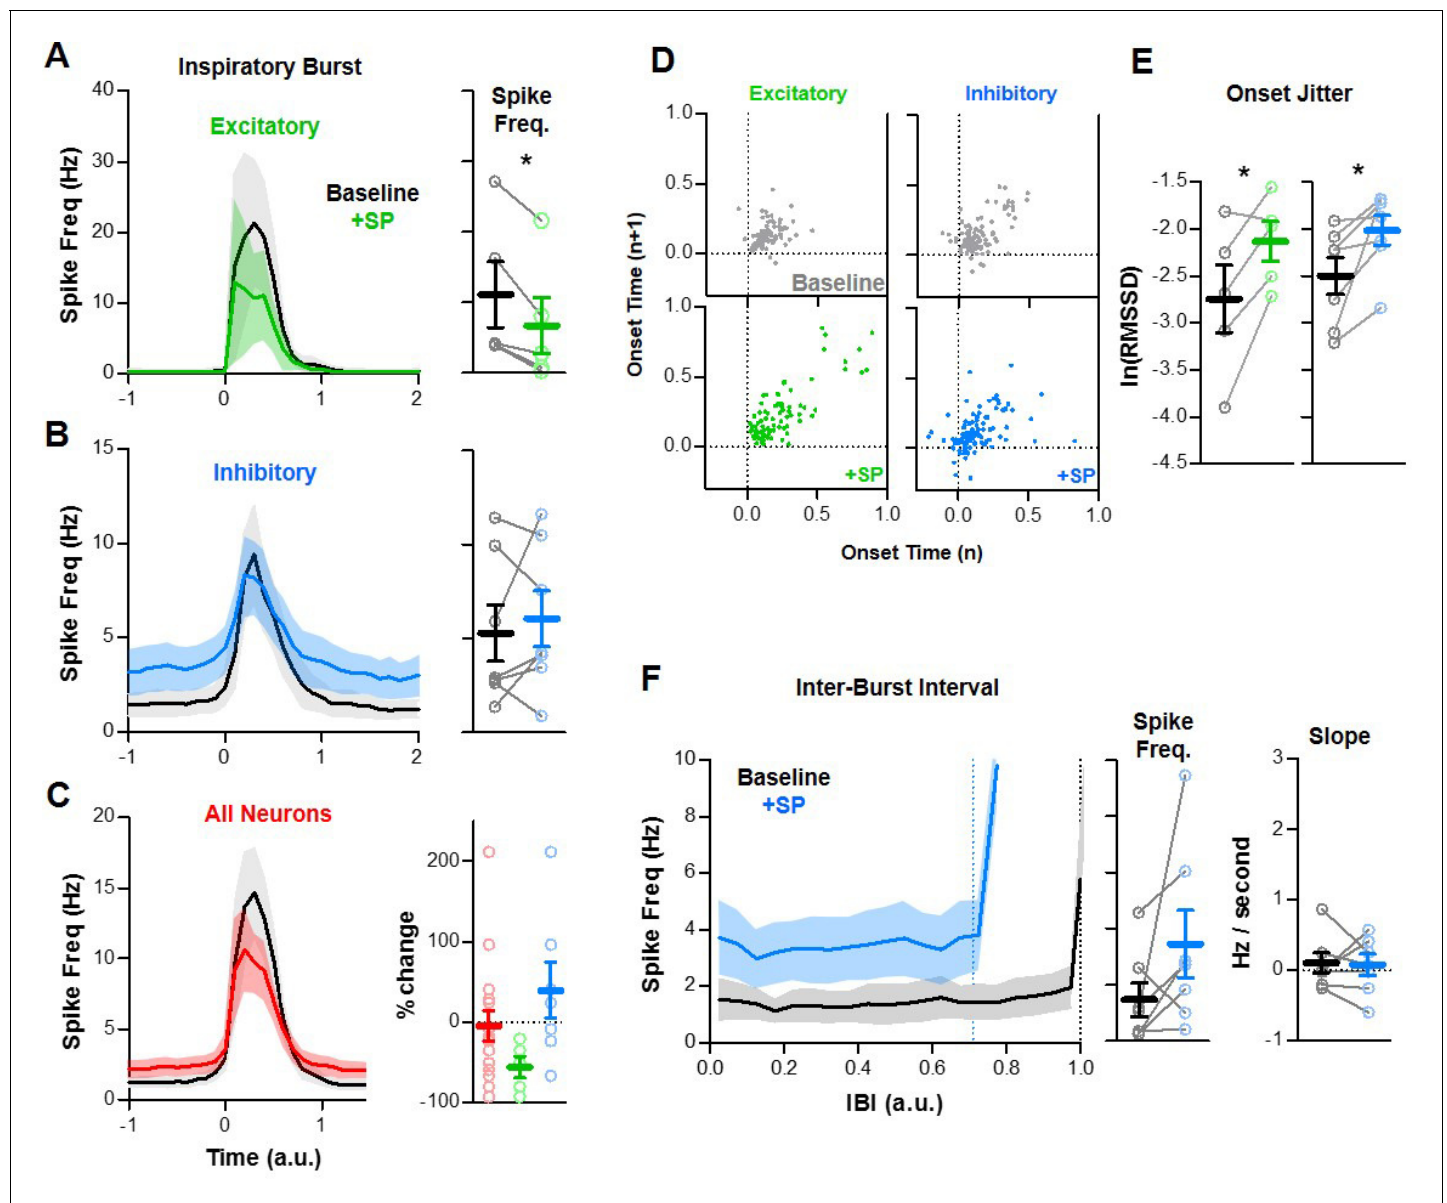 A
Inspiratory Burst
Spike Freq (Hz)
40
30
20
10
0
Excitatory
Baseline
+SP
-1
0
1
2
Spike
Freq.
*
B
Spike Freq (Hz)
15
10
5
0
Inhibitory
-1
0
1
2
C
Spike Freq (Hz)
20
15
10
5
0
All Neurons
-1
0
1
Time (a.u.)
% change
200
100
0
-100
D
Excitatory
Inhibitory
Onset Time (n+1)
1.0
0.5
0.0
Baseline
1.0
0.5
0.0
+SP
+SP
0.0
0.5
1.0
0.0
0.5
1.0
Onset Time (n)
E
Onset Jitter
ln(RMSSD)
-1.5
-2.0
-2.5
-3.0
-3.5
-4.0
-4.5
*
*
F
Inter-Burst Interval
Spike Freq (Hz)
10
8
6
4
2
0
Baseline
+SP
0.0
0.2
0.4
0.6
0.8
1.0
IBI (a.u.)
Spike
Freq.
Slope
Hz / second
3
2
1
0
-1